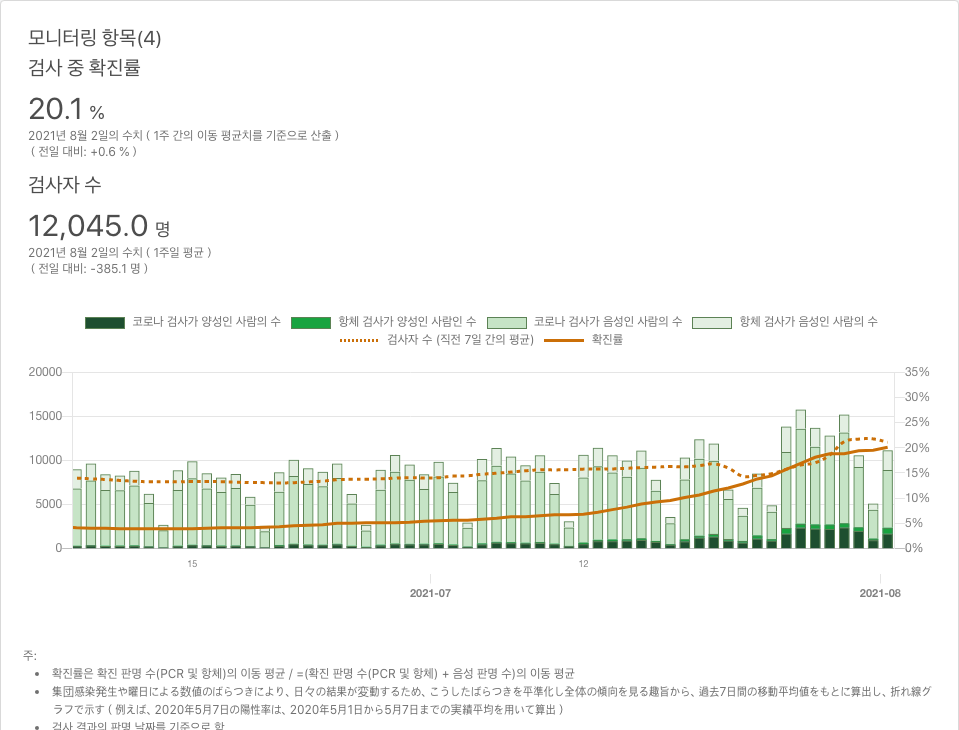 모니터링 항목(4)
검사 중 확진률
20.1 %
2021년 8월 2일의 수치 ( 1주 간의 이동 평균치를 기준으로 산출 )
( 전일 대비: +0.6 % )
검사자 수
12,045.0 명
2021년 8월 2일의 수치 ( 1주일 평균 )
( 전일 대비: -385.1 명 )
코로나 검사가 양성인 사람의 수 항체 검사가 양성인 사람인 수 코로나 검사가 음성인 사람의 수 항체 검사가 음성인 사람의 수
검사자 수 (직전 7일 간의 평균) 확진률
20000 35%
30%
15000 25%
20%
10000 15%
5000 10%
5%
0 0%
15 12
2021-07 2021-08
주:
확진률은 확진 판명 수(PCR 및 항체)의 이동 평균 / =(확진 판명 수(PCR 및 항체) + 음성 판명 수)의 이동 평균
集団感染発生や曜日による数値のばらつきにより、日々の結果が変動するため、こうしたばらつきを平準化し全体の傾向を見る趣旨から、過去7日間の移動平均値をもとに算出し、折れ線グ
ラフで示す ( 例えば、2020年5月7日の陽性率は、2020年5月1日から5月7日までの実績平均を用いて算出 )
검사 결과의 판명 날짜를 기준으로 함